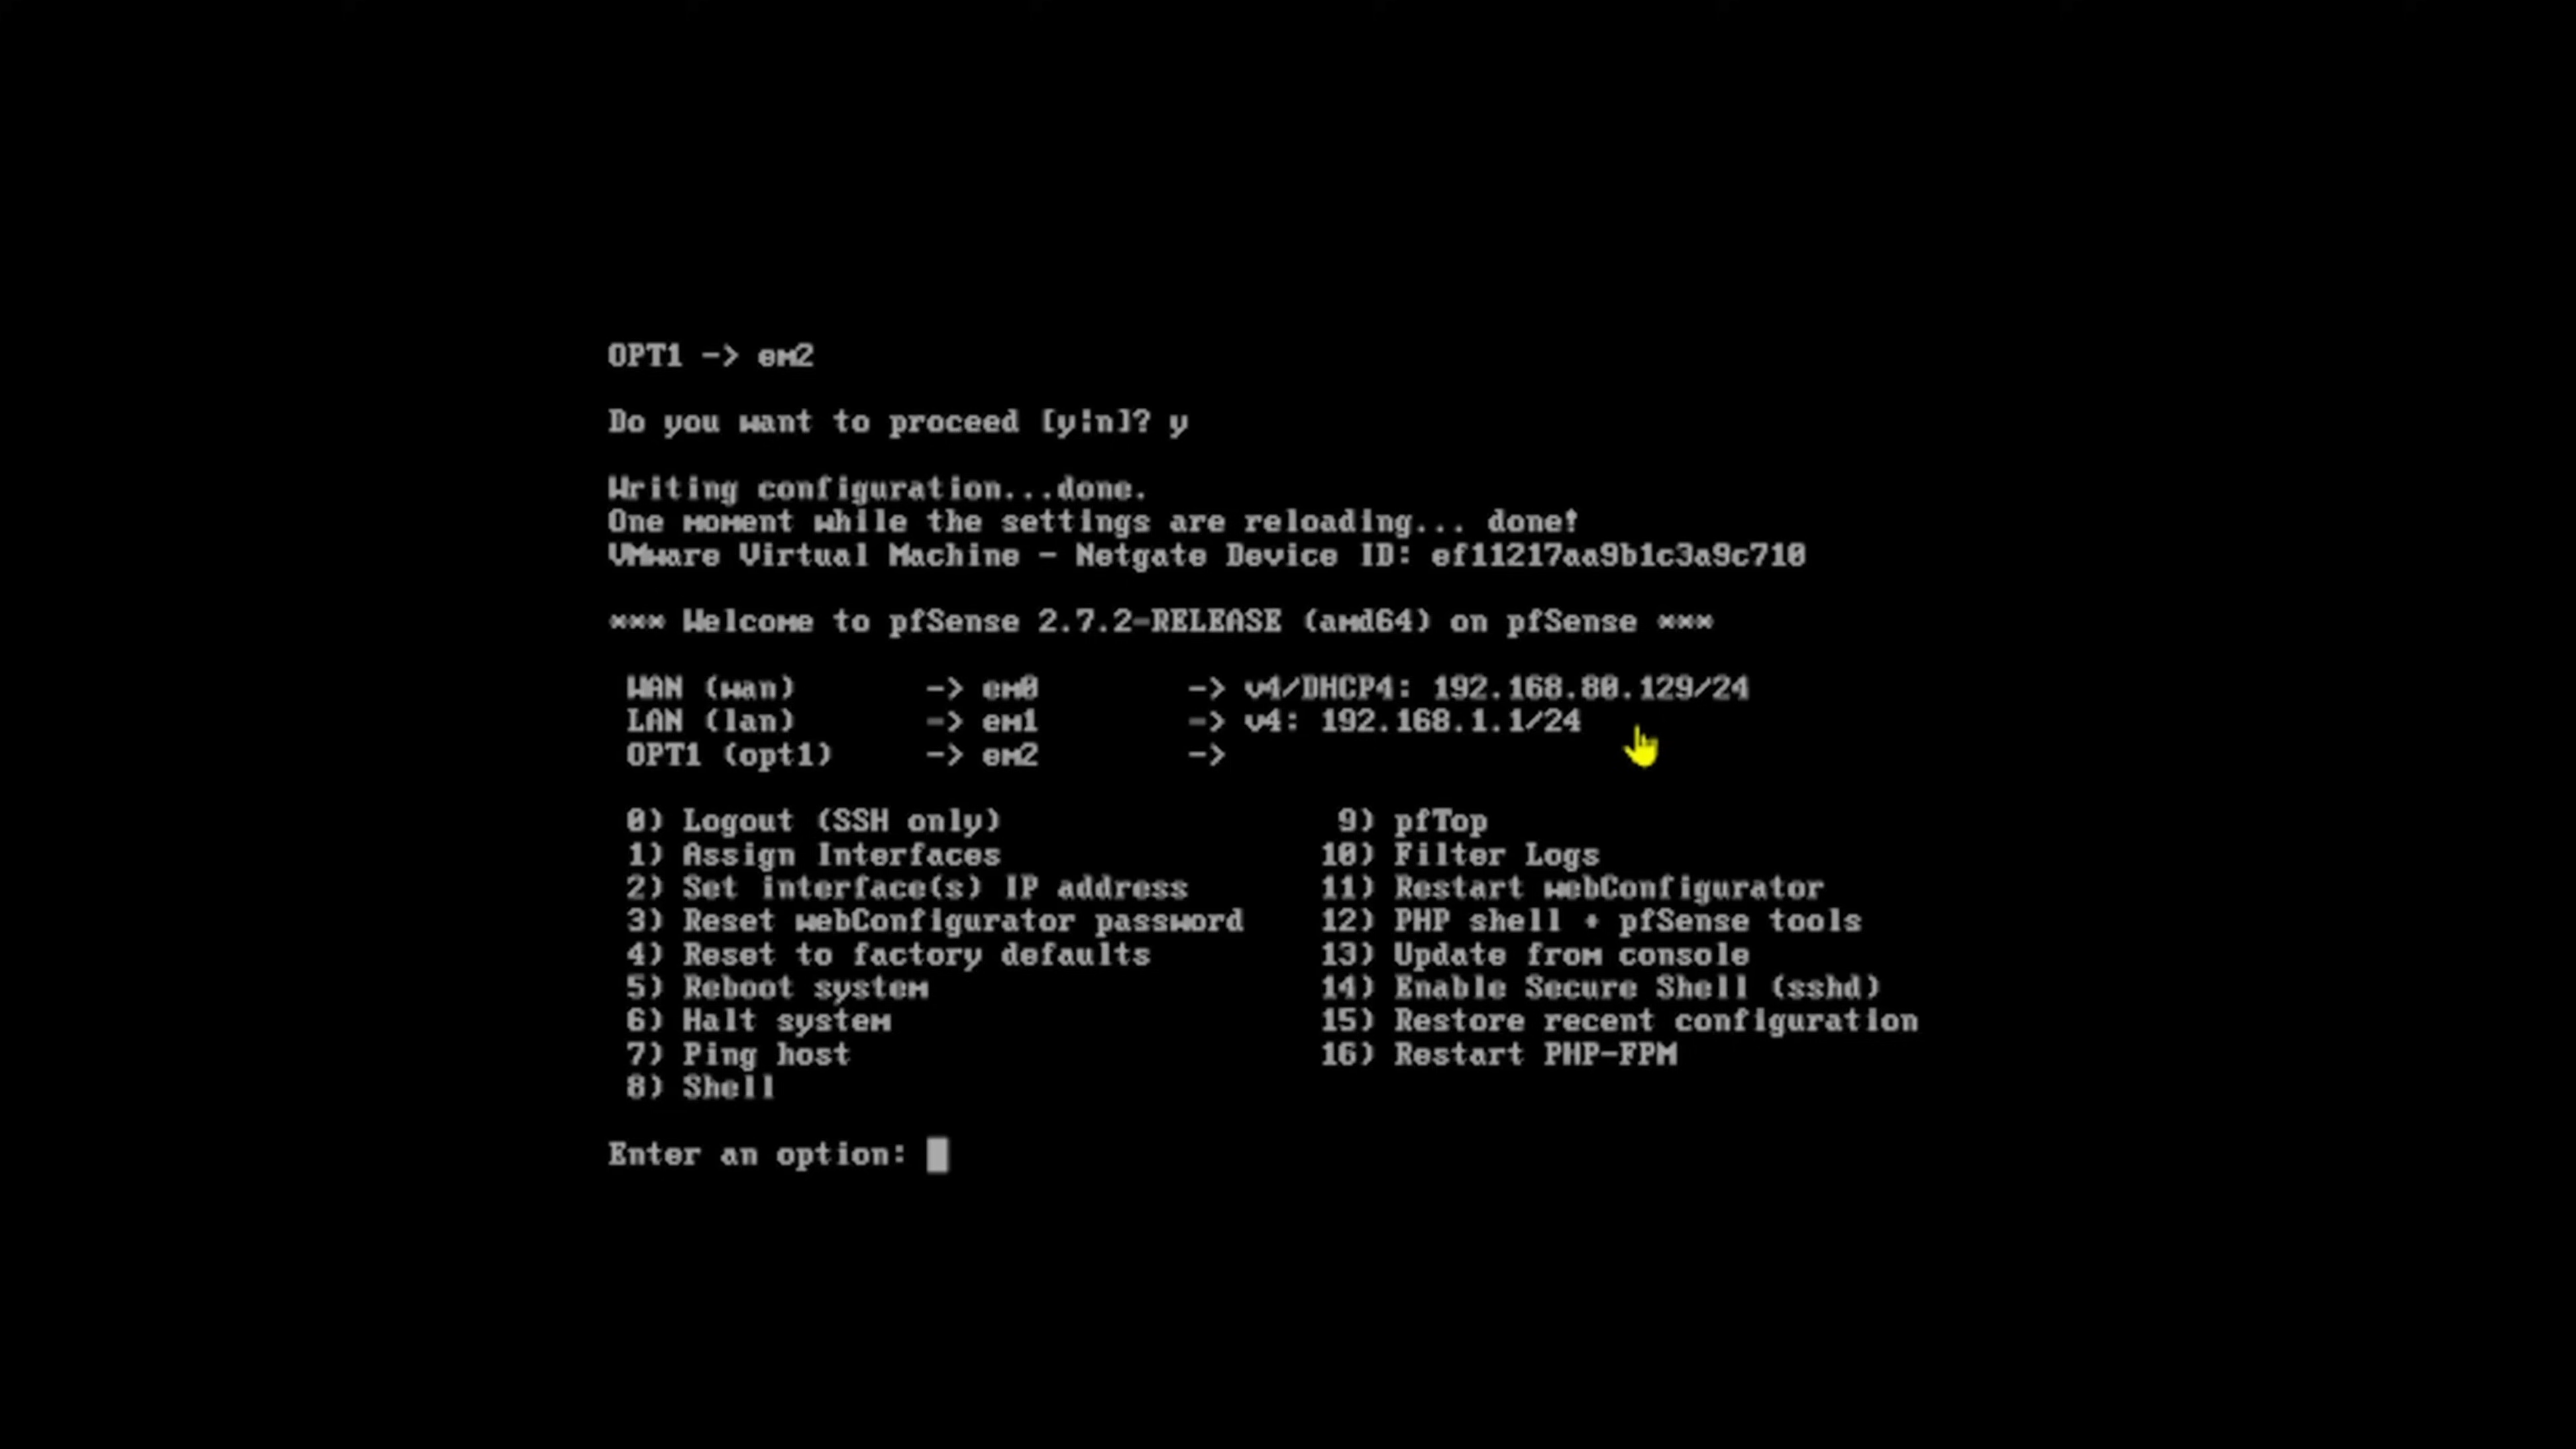 OPT1 -> em2
Do you want to proceed [y|n]? y
Writing configuration...done.
One moment while the settings are reloading... done!
VMware Virtual Machine - Netgate Device ID: ef11217aa9b1c3a9c710
*** Welcome to pfSense 2.7.2-RELEASE (amd64) on pfSense ***
WAN (wan) -> em0 -> v4/DHCP4: 192.168.80.129/24
LAN (lan) -> em1 -> v4: 192.168.1.1/24
OPT1 (opt1) -> em2 ->
0) Logout (SSH only) 9) pfTop
1) Assign Interfaces 10) Filter Logs
2) Set interface(s) IP address 11) Restart webConfigurator
3) Reset webConfigurator password 12) PHP shell + pfSense tools
4) Reset to factory defaults 13) Update from console
5) Reboot system 14) Enable Secure Shell (sshd)
6) Halt system 15) Restore recent configuration
7) Ping host 16) Restart PHP-FPM
8) Shell
Enter an option: